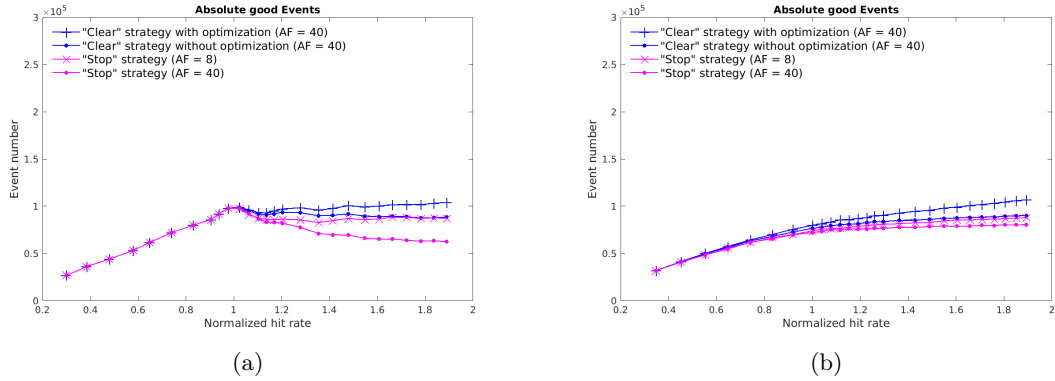 Absolute good Events
×10⁵
"Clear" strategy with optimization (AF = 40)
"Clear" strategy without optimization (AF = 40)
"Stop" strategy (AF = 8)
"Stop" strategy (AF = 40)
Event number
3
2.5
2
1.5
1
0.5
0
0.2 0.4 0.6 0.8 1 1.2 1.4 1.6 1.8 2
Normalized hit rate
(a)
Absolute good Events
×10⁵
"Clear" strategy with optimization (AF = 40)
"Clear" strategy without optimization (AF = 40)
"Stop" strategy (AF = 8)
"Stop" strategy (AF = 40)
Event number
3
2.5
2
1.5
1
0.5
0
0.2 0.4 0.6 0.8 1 1.2 1.4 1.6 1.8 2
Normalized hit rate
(b)